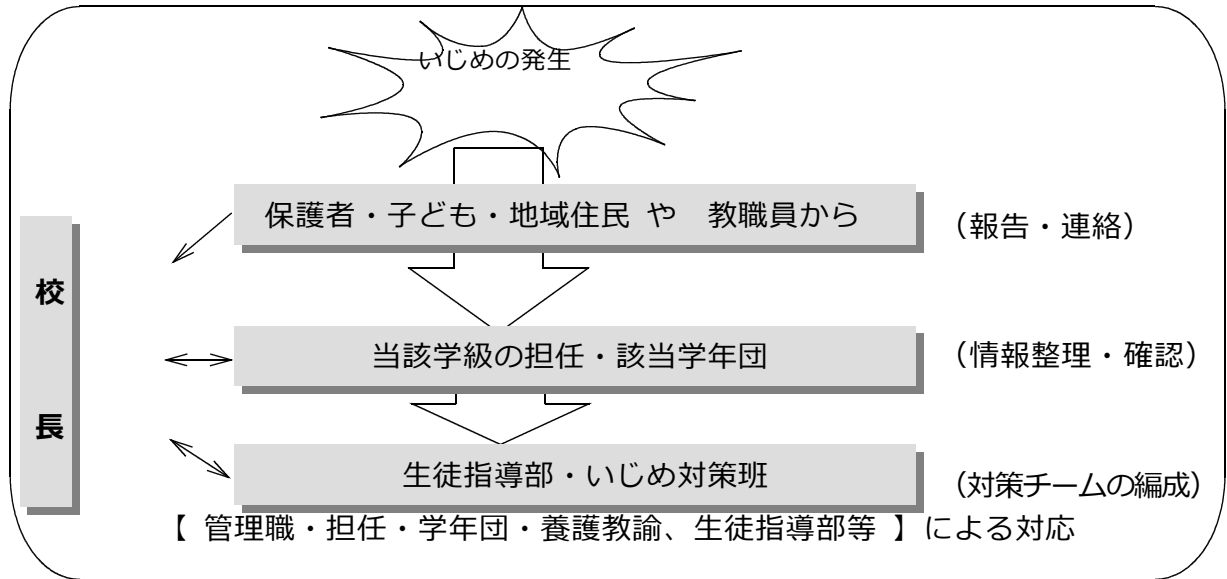 いじめの発生
保護者・子ども・地域住民 や　教職員から
（報告・連絡）
校長
当該学級の担任・該当学年団
（情報整理・確認）
生徒指導部・いじめ対策班
（対策チームの編成）
【 管理職・担任・学年団・養護教諭、生徒指導部等 】による対応